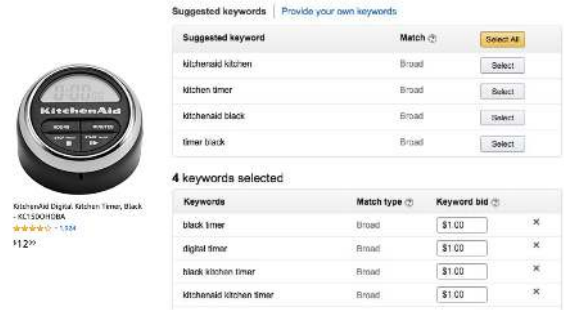 Suggested keywords | Provide your own keywords
Suggested keyword Match Select All
kitchenaid kitchen Broad Select
kitchen timer Broad Select
kitchenaid black Broad Select
timer black Broad Select
4 keywords selected
Keywords Match type Keyword bid
black timer Broad $1.00 ×
digital timer Broad $1.00 ×
black kitchen timer Broad $1.00 ×
kitchenaid kitchen timer Broad $1.00 ×
KitchenAid
KitchenAid Digital Kitchen Timer, Black
- KC150OHOBA
$12